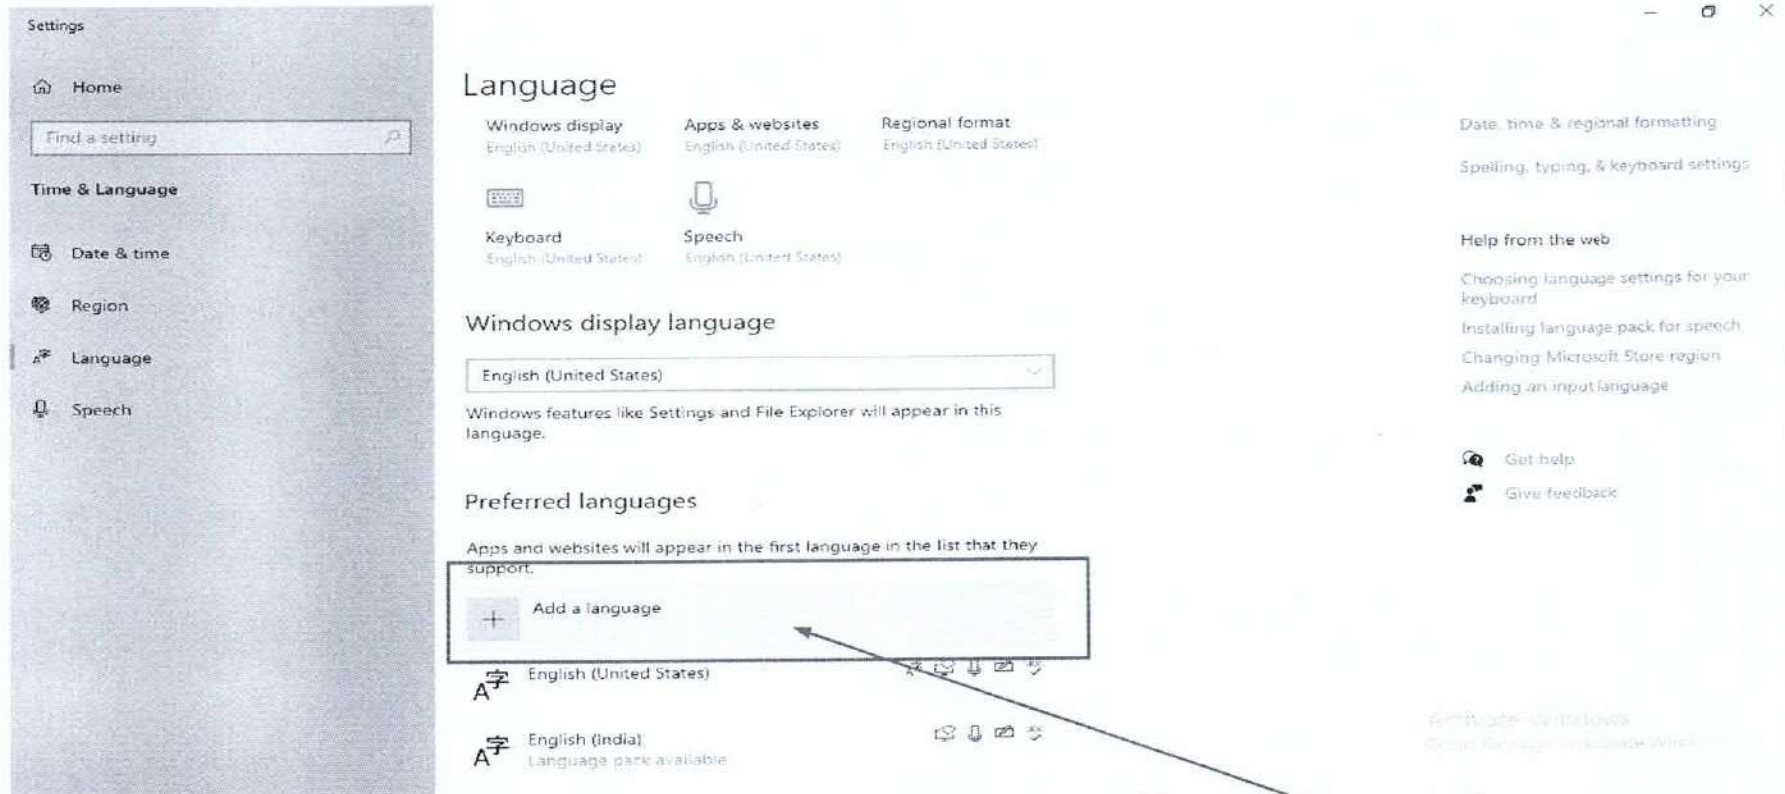 Settings
Home
Find a setting
Time & Language
Date & time
Region
Language
Speech
Language
Windows display
English (United States)
Apps & websites
English (United States)
Regional format
English (United States)
Keyboard
English (United States)
Speech
English (United States)
Windows display language
English (United States)
Windows features like Settings and File Explorer will appear in this
language.
Preferred languages
Apps and websites will appear in the first language in the list that they
support.
Add a language
English (United States)
English (India)
Language pack available
Date, time & regional formatting
Spelling, typing, & keyboard settings
Help from the web
Choosing language settings for your
keyboard
Installing language pack for speech
Changing Microsoft Store region
Adding an input language
Get help
Give feedback
Activate Windows